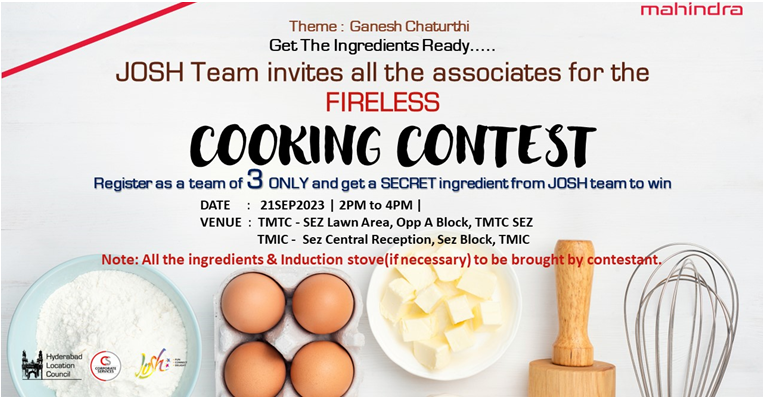 mahindra
Theme : Ganesh Chaturthi
Get The Ingredients Ready.....
JOSH Team invites all the associates for the
FIRELESS
COOKING CONTEST
Register as a team of 3 ONLY and get a SECRET ingredient from JOSH team to win
DATE : 21SEP2023 | 2PM to 4PM |
VENUE : TMTC - SEZ Lawn Area, Opp A Block, TMTC SEZ
TMIC - Sez Central Reception, Sez Block, TMIC
Note: All the ingredients & Induction stove(if necessary) to be brought by contestant.
Hyderabad
Location
Council
CS
CORPORATE
SERVICES
Josh